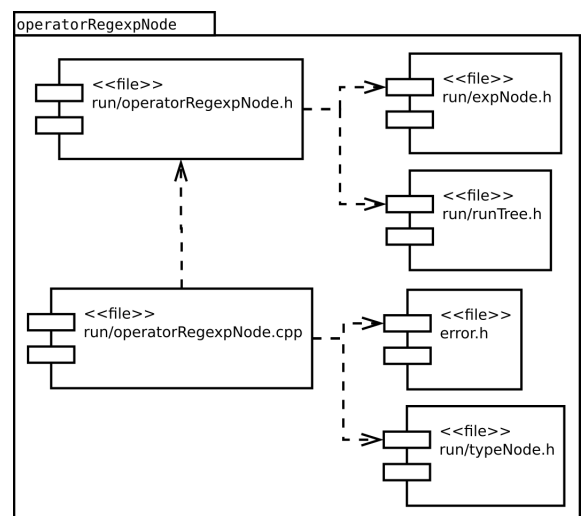 operatorRegexpNode
<<file>>
run/operatorRegexpNode.h
<<file>>
run/expNode.h
<<file>>
run/runTree.h
<<file>>
run/operatorRegexpNode.cpp
<<file>>
error.h
<<file>>
run/typeNode.h